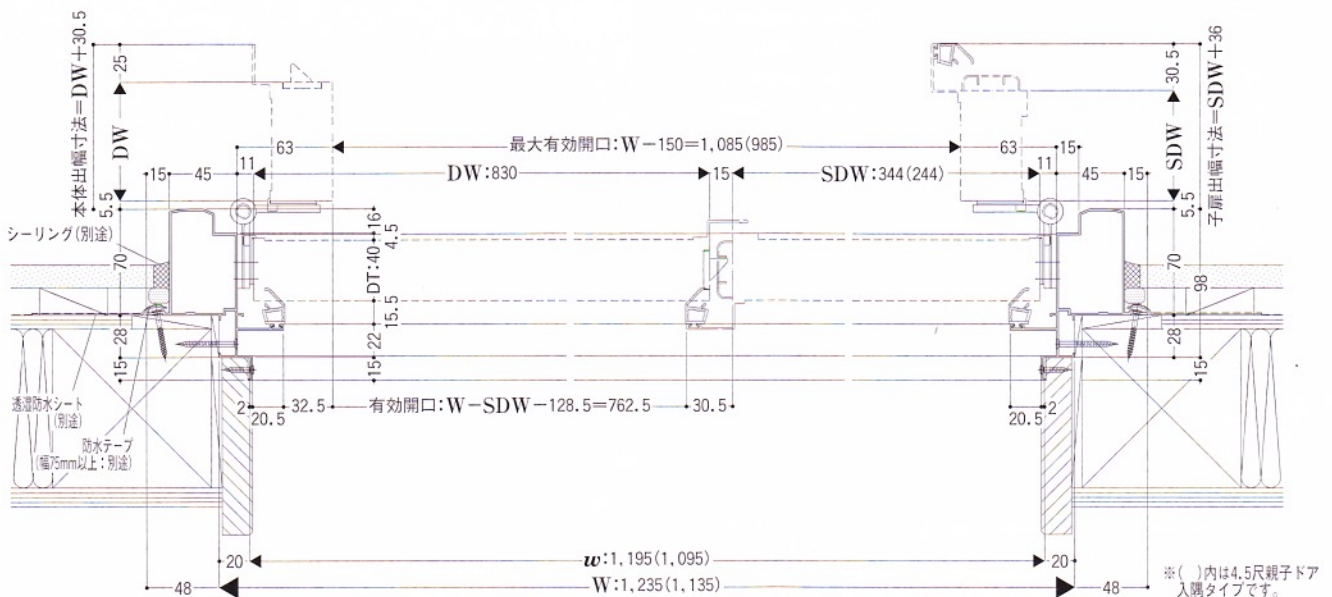 本体出幅寸法=DW+30.5
25
DW
5.5
15
45
63
11
最大有効開口:W-150=1,085(985)
DW:830
15
SDW:344(244)
63
15
11
45
15
30.5
SDW
5.5
子扉出幅寸法=SDW+36
シーリング(別途)
70
28
15
16
4.5
DT:40
15.5
22
15
70
98
28
15
透湿防水シート
(別途)
防水テープ
(幅75mm以上:別途)
2
20.5
32.5
有効開口:W-SDW-128.5=762.5
30.5
20.5
2
20
w:1,195(1,095)
20
48
W:1,235(1,135)
48
※( )内は4.5尺親子ドア
入隅タイプです。